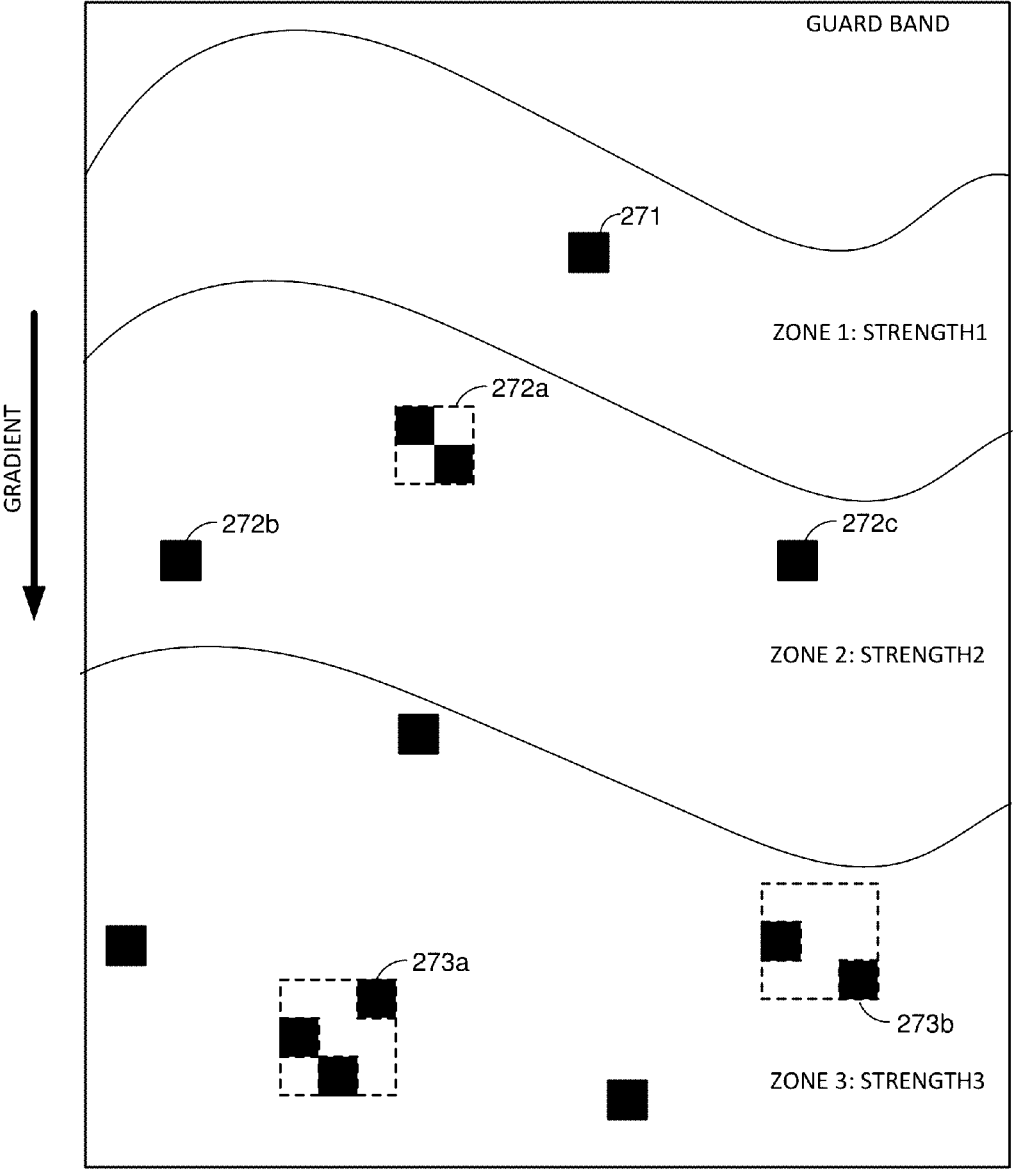 GUARD BAND
271
ZONE 1: STRENGTH1
GRADIENT
272a
272b
272c
ZONE 2: STRENGTH2
273a
273b
ZONE 3: STRENGTH3